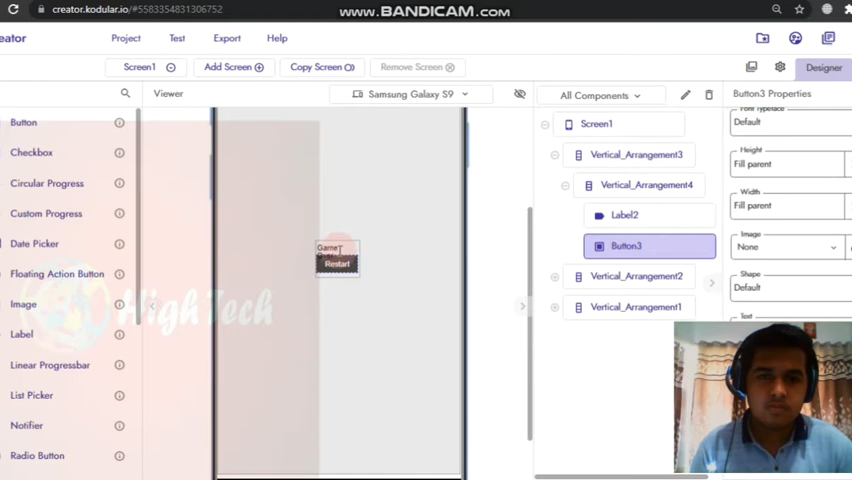 creator.kodular.io/#5583354831306752
www.BANDICAM.com
eator
Project
Test
Export
Help
Screen1
Add Screen
Copy Screen
Remove Screen
Designer
Viewer
Samsung Galaxy S9
All Components
Button3 Properties
Button
Checkbox
Circular Progress
Custom Progress
Date Picker
Floating Action Button
Image
Label
Linear Progressbar
List Picker
Notifier
Radio Button
High Tech
Game
Restart
Screen1
Vertical_Arrangement3
Vertical_Arrangement4
Label2
Button3
Vertical_Arrangement2
Vertical_Arrangement1
Font Typeface
Default
Height
Fill parent
Width
Fill parent
Image
None
Shape
Default
Text